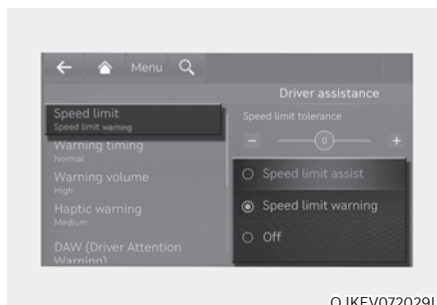 Menu
Driver assistance
Speed limit
Speed limit warning
Warning timing
Normal
Warning volume
High
Haptic warning
Medium
DAW (Driver Attention
Warning)
Speed limit tolerance
− 0 +
Speed limit assist
Speed limit warning
Off
OJKEV072029L